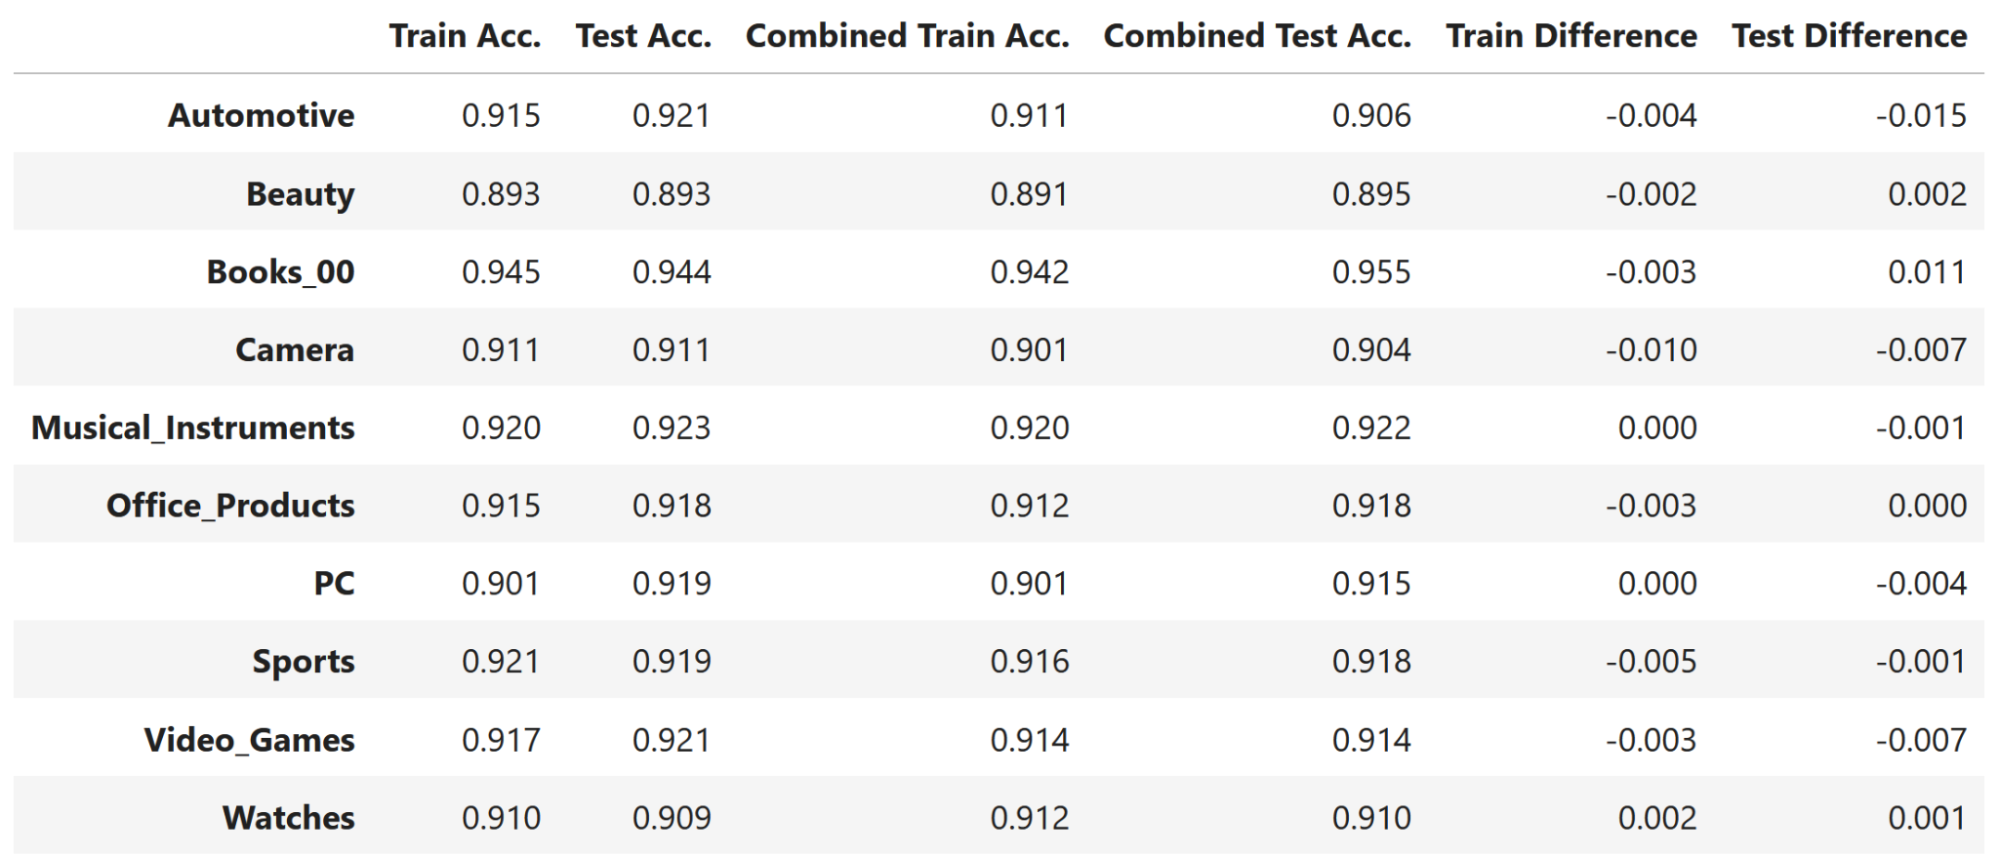 Train Acc. Test Acc. Combined Train Acc. Combined Test Acc. Train Difference Test Difference
Automotive 0.915 0.921 0.911 0.906 -0.004 -0.015
Beauty 0.893 0.893 0.891 0.895 -0.002 0.002
Books_00 0.945 0.944 0.942 0.955 -0.003 0.011
Camera 0.911 0.911 0.901 0.904 -0.010 -0.007
Musical_Instruments 0.920 0.923 0.920 0.922 0.000 -0.001
Office_Products 0.915 0.918 0.912 0.918 -0.003 0.000
PC 0.901 0.919 0.901 0.915 0.000 -0.004
Sports 0.921 0.919 0.916 0.918 -0.005 -0.001
Video_Games 0.917 0.921 0.914 0.914 -0.003 -0.007
Watches 0.910 0.909 0.912 0.910 0.002 0.001